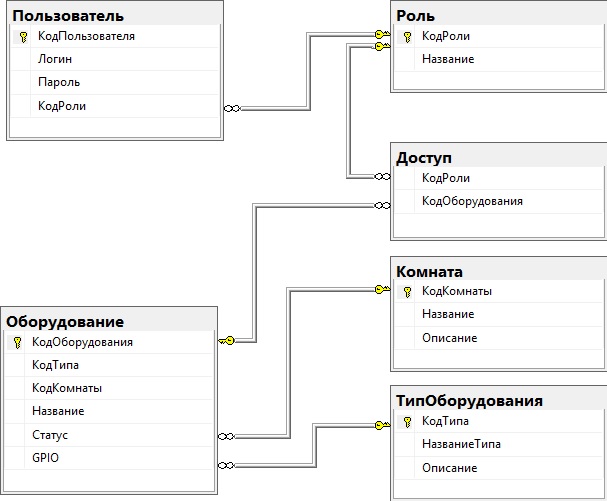 Пользователь
КодПользователя
Логин
Пароль
КодРоли
Роль
КодРоли
Название
Доступ
КодРоли
КодОборудования
Комната
КодКомнаты
Название
Описание
Оборудование
КодОборудования
КодТипа
КодКомнаты
Название
Статус
GPIO
ТипОборудования
КодТипа
НазваниеТипа
Описание